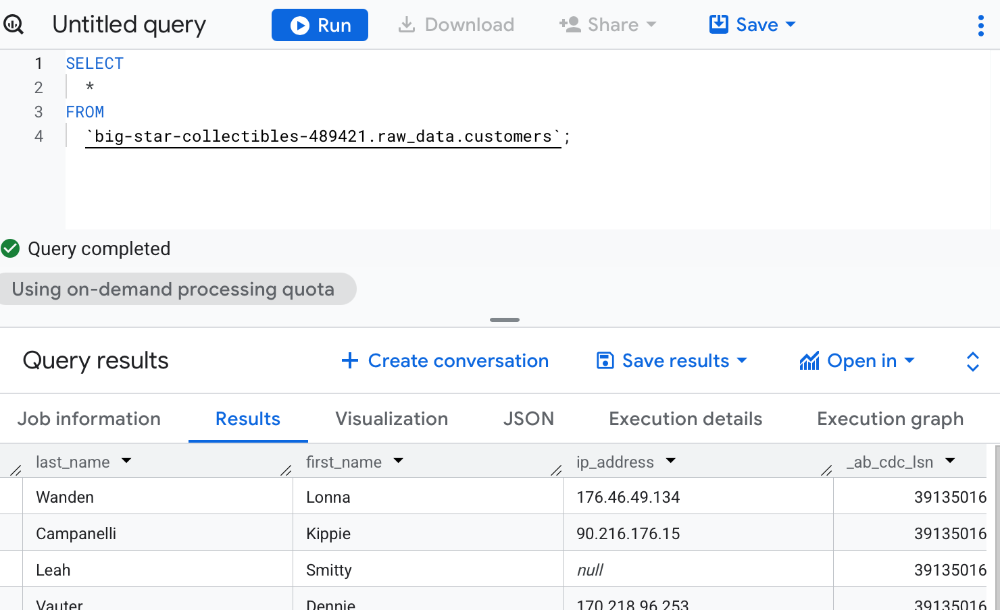 Untitled query Run Download Share Save
1 SELECT
2 *
3 FROM
4 `big-star-collectibles-489421.raw_data.customers`;
Query completed
Using on-demand processing quota
Query results Create conversation Save results Open in
Job information Results Visualization JSON Execution details Execution graph
last_name first_name ip_address _ab_cdc_lsn
Wanden Lonna 176.46.49.134 39135016
Campanelli Kippie 90.216.176.15 39135016
Leah Smitty null 39135016
Vauter Dennie 170.218.96.253 39135016